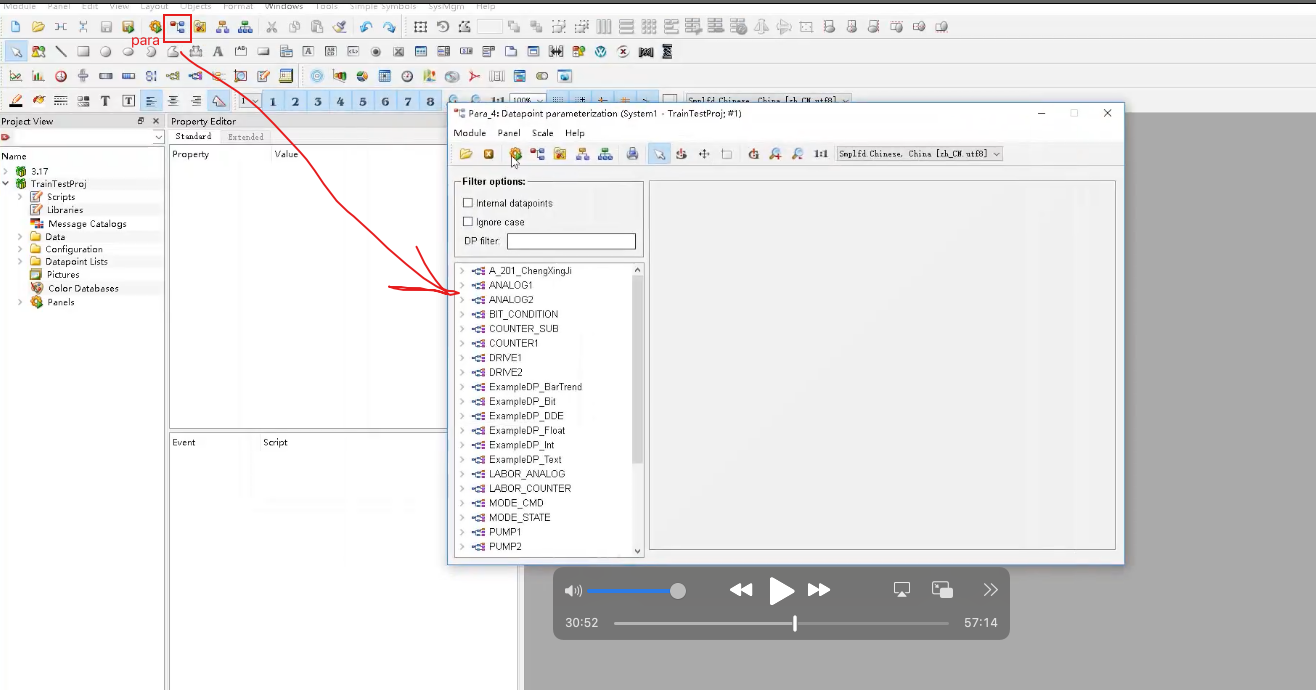 Module Panel Edit View Layout Objects Format Windows Tools Simple Symbols SysMgm Help
para
1 2 3 4 5 6 7 8
1:1 100%
Smplfd.Chinese, China [zh_CN.utf8]
Project View
Property Editor
Standard Extended
Property Value
Name
3.17
TrainTestProj
Scripts
Libraries
Message Catalogs
Data
Configuration
Datapoint Lists
Pictures
Color Databases
Panels
Event Script
Para_4: Datapoint parameterization (System1 - TrainTestProj; #1)
Module Panel Scale Help
1:1 Smplfd.Chinese, China [zh_CN.utf8]
Filter options:
Internal datapoints
Ignore case
DP filter:
A_201_ChengXingJi
ANALOG1
ANALOG2
BIT_CONDITION
COUNTER_SUB
COUNTER1
DRIVE1
DRIVE2
ExampleDP_BarTrend
ExampleDP_Bit
ExampleDP_DDE
ExampleDP_Float
ExampleDP_Int
ExampleDP_Text
LABOR_ANALOG
LABOR_COUNTER
MODE_CMD
MODE_STATE
PUMP1
PUMP2
30:52 57:14